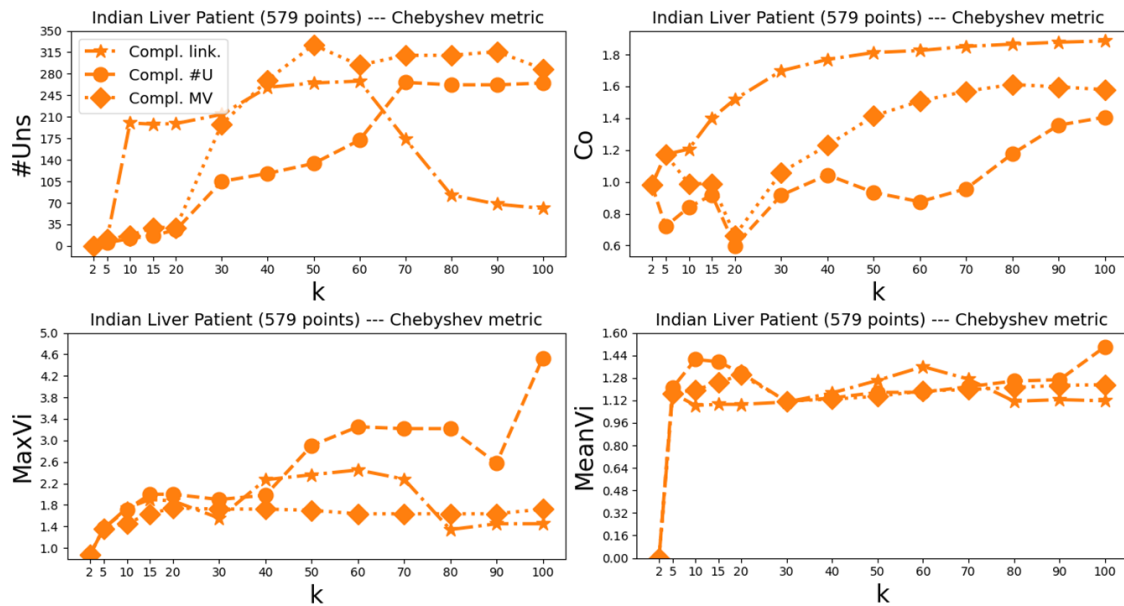 Indian Liver Patient (579 points) --- Chebyshev metric
350
315
280
245
210
175
140
105
70
35
0
#Uns
Compl. link.
Compl. #U
Compl. MV
2 5 10 15 20 30 40 50 60 70 80 90 100
k
Indian Liver Patient (579 points) --- Chebyshev metric
1.8
1.6
1.4
1.2
1.0
0.8
0.6
Co
2 5 10 15 20 30 40 50 60 70 80 90 100
k
Indian Liver Patient (579 points) --- Chebyshev metric
5.0
4.6
4.2
3.8
3.4
3.0
2.6
2.2
1.8
1.4
1.0
MaxVi
2 5 10 15 20 30 40 50 60 70 80 90 100
k
Indian Liver Patient (579 points) --- Chebyshev metric
1.60
1.44
1.28
1.12
0.96
0.80
0.64
0.48
0.32
0.16
0.00
MeanVi
2 5 10 15 20 30 40 50 60 70 80 90 100
k